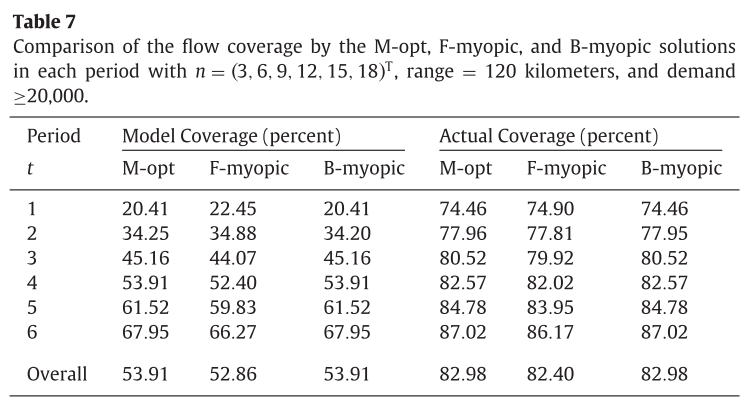 Table 7
Comparison of the flow coverage by the M-opt, F-myopic, and B-myopic solutions
in each period with n = (3, 6, 9, 12, 15, 18)ᵀ, range = 120 kilometers, and demand
≥20,000.
Period Model Coverage (percent) Actual Coverage (percent)
t M-opt F-myopic B-myopic M-opt F-myopic B-myopic
1 20.41 22.45 20.41 74.46 74.90 74.46
2 34.25 34.88 34.20 77.96 77.81 77.95
3 45.16 44.07 45.16 80.52 79.92 80.52
4 53.91 52.40 53.91 82.57 82.02 82.57
5 61.52 59.83 61.52 84.78 83.95 84.78
6 67.95 66.27 67.95 87.02 86.17 87.02
Overall 53.91 52.86 53.91 82.98 82.40 82.98